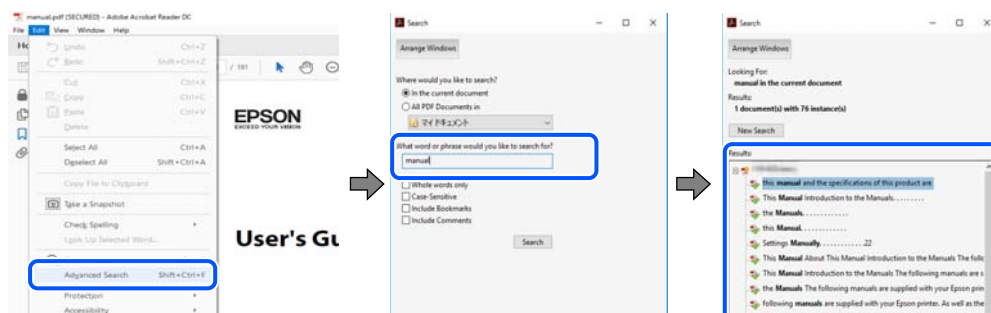 manual.pdf (SECURED) - Adobe Acrobat Reader DC
File Edit View Window Help
Undo Ctrl+Z
Redo Shift+Ctrl+Z
Cut Ctrl+X
Copy Ctrl+C
Paste Ctrl+V
Delete
Select All Ctrl+A
Deselect All Shift+Ctrl+A
Copy File to Clipboard
Take a Snapshot
Check Spelling
Look Up Selected Word...
Advanced Search Shift+Ctrl+F
Protection
Accessibility
/ 181
EPSON
EXCEED YOUR VISION
User's Gu
Search
Arrange Windows
Where would you like to search?
In the current document
All PDF Documents in
マイ ドキュメント
What word or phrase would you like to search for?
manual
Whole words only
Case-Sensitive
Include Bookmarks
Include Comments
Search
Search
Arrange Windows
Looking For:
manual in the current document
Results:
1 document(s) with 76 instance(s)
New Search
Results:
this manual and the specifications of this product are
This Manual Introduction to the Manuals. . . . . . . . .
the Manuals. . . . . . . . . . . . .
this Manual. . . . . . . . . . . . .
Settings Manually. . . . . . . . . . . . .22
This Manual About This Manual Introduction to the Manuals The follo
This Manual Introduction to the Manuals The following manuals are s
the Manuals The following manuals are supplied with your Epson prin
following manuals are supplied with your Epson printer. As well as the